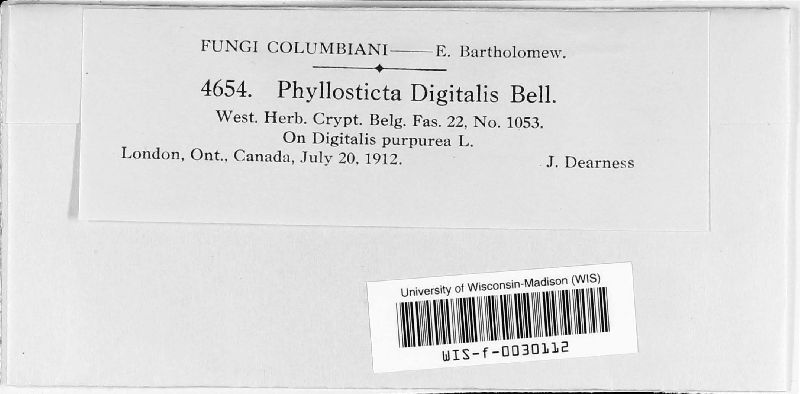 FUNGI COLUMBIANI—E. Bartholomew.
4654. Phyllosticta Digitalis Bell.
West. Herb. Crypt. Belg. Fas. 22, No. 1053.
On Digitalis purpurea L.
London, Ont., Canada, July 20, 1912. J. Dearness
University of Wisconsin-Madison (WIS)
WIS-f-0030112